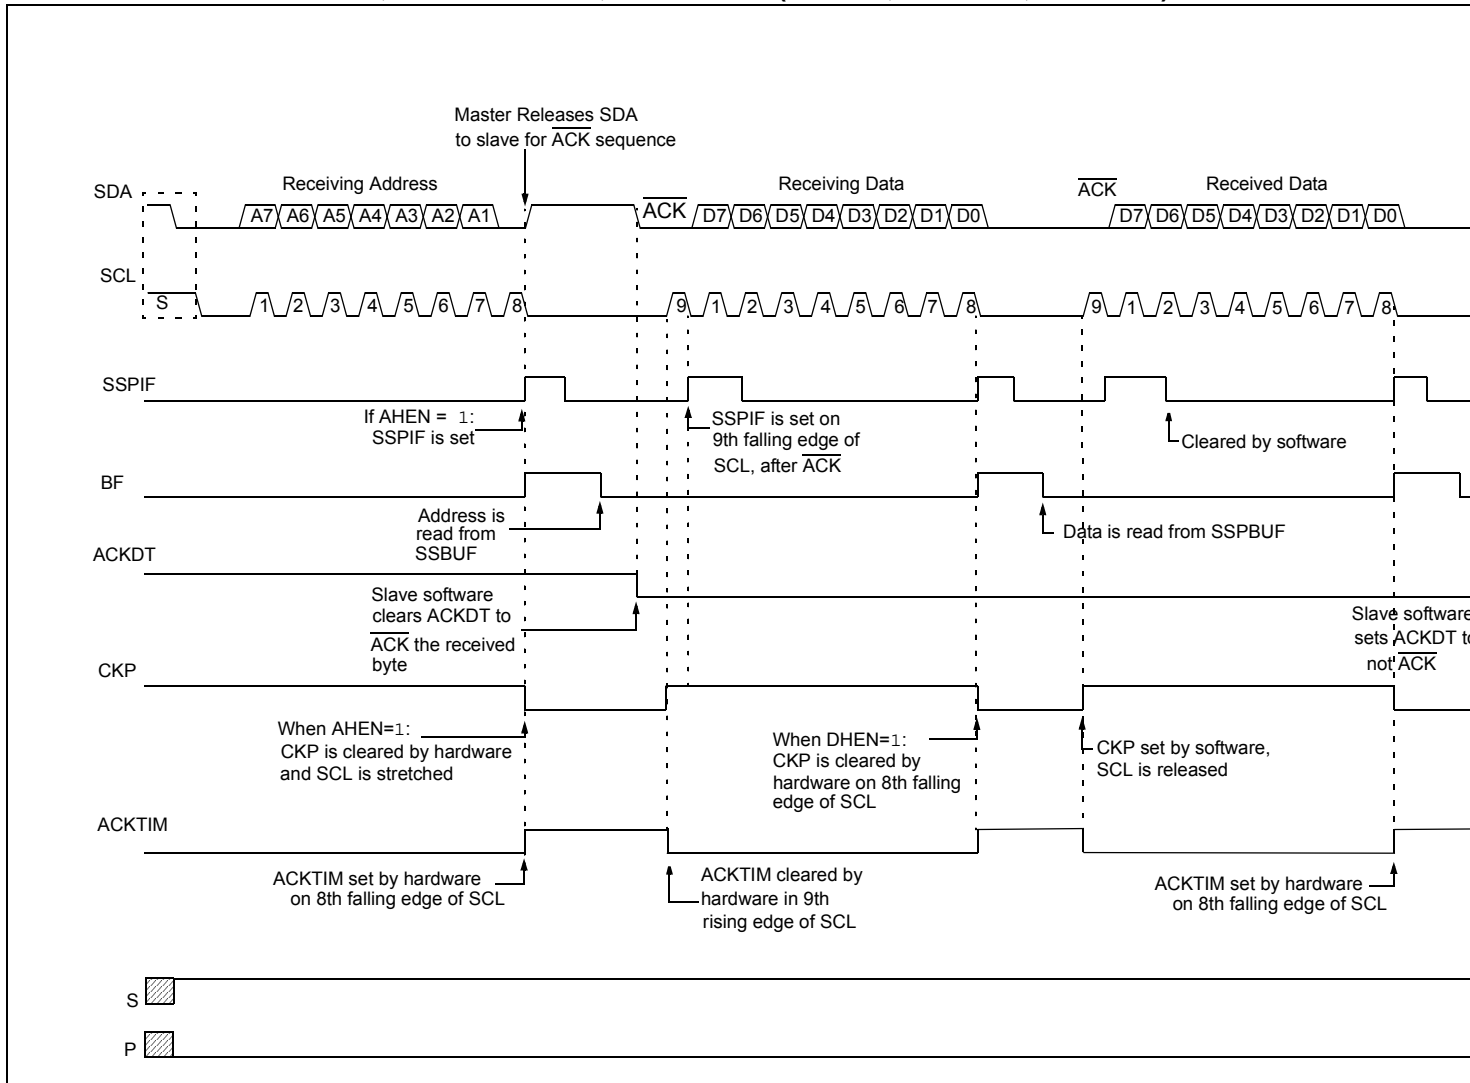 Master Releases SDA
to slave for ACK sequence
SDA
Receiving Address
ACK
Receiving Data
ACK
Received Data
A7 A6 A5 A4 A3 A2 A1
D7 D6 D5 D4 D3 D2 D1 D0
D7 D6 D5 D4 D3 D2 D1 D0
SCL
S
1 2 3 4 5 6 7 8
9 1 2 3 4 5 6 7 8
9 1 2 3 4 5 6 7 8
SSPIF
If AHEN = 1:
SSPIF is set
SSPIF is set on
9th falling edge of
SCL, after ACK
Cleared by software
BF
Address is
read from
SSBUF
Data is read from SSPBUF
ACKDT
Slave software
clears ACKDT to
ACK the received
byte
Slave software
sets ACKDT to
not ACK
CKP
When AHEN=1:
CKP is cleared by hardware
and SCL is stretched
When DHEN=1:
CKP is cleared by
hardware on 8th falling
edge of SCL
CKP set by software,
SCL is released
ACKTIM
ACKTIM set by hardware
on 8th falling edge of SCL
ACKTIM cleared by
hardware in 9th
rising edge of SCL
ACKTIM set by hardware
on 8th falling edge of SCL
S
P